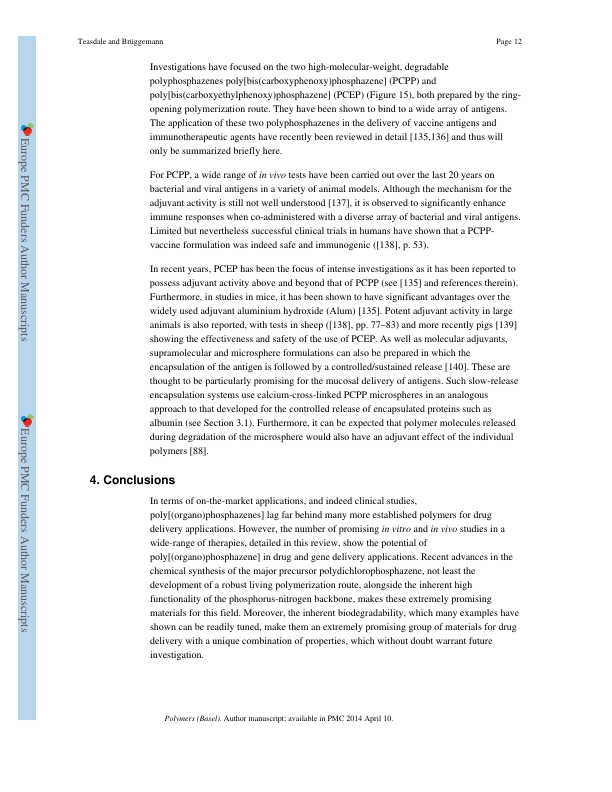 Teasdale and Brüggemann
Page 12
Investigations have focused on the two high-molecular-weight, degradable
polyphosphazenes poly[bis(carboxyphenoxy)phosphazene] (PCPP) and
poly[bis(carboxyethylphenoxy)phosphazene] (PCEP) (Figure 15), both prepared by the ring-
opening polymerization route. They have been shown to bind to a wide array of antigens.
The application of these two polyphosphazenes in the delivery of vaccine antigens and
immunotherapeutic agents have recently been reviewed in detail [135,136] and thus will
only be summarized briefly here.
For PCPP, a wide range of in vivo tests have been carried out over the last 20 years on
bacterial and viral antigens in a variety of animal models. Although the mechanism for the
adjuvant activity is still not well understood [137], it is observed to significantly enhance
immune responses when co-administered with a diverse array of bacterial and viral antigens.
Limited but nevertheless successful clinical trials in humans have shown that a PCPP-
vaccine formulation was indeed safe and immunogenic ([138], p. 53).
In recent years, PCEP has been the focus of intense investigations as it has been reported to
possess adjuvant activity above and beyond that of PCPP (see [135] and references therein).
Furthermore, in studies in mice, it has been shown to have significant advantages over the
widely used adjuvant aluminium hydroxide (Alum) [135]. Potent adjuvant activity in large
animals is also reported, with tests in sheep ([138], pp. 77–83) and more recently pigs [139]
showing the effectiveness and safety of the use of PCEP. As well as molecular adjuvants,
supramolecular and microsphere formulations can also be prepared in which the
encapsulation of the antigen is followed by a controlled/sustained release [140]. These are
thought to be particularly promising for the mucosal delivery of antigens. Such slow-release
encapsulation systems use calcium-cross-linked PCPP microspheres in an analogous
approach to that developed for the controlled release of encapsulated proteins such as
albumin (see Section 3.1). Furthermore, it can be expected that polymer molecules released
during degradation of the microsphere would also have an adjuvant effect of the individual
polymers [88].
4. Conclusions
In terms of on-the-market applications, and indeed clinical studies,
poly[(organo)phosphazenes] lag far behind many more established polymers for drug
delivery applications. However, the number of promising in vitro and in vivo studies in a
wide-range of therapies, detailed in this review, show the potential of
poly[(organo)phosphazene] in drug and gene delivery applications. Recent advances in the
chemical synthesis of the major precursor polydichlorophosphazene, not least the
development of a robust living polymerization route, alongside the inherent high
functionality of the phosphorus-nitrogen backbone, makes these extremely promising
materials for this field. Moreover, the inherent biodegradability, which many examples have
shown can be readily tuned, make them an extremely promising group of materials for drug
delivery with a unique combination of properties, which without doubt warrant future
investigation.
Polymers (Basel). Author manuscript; available in PMC 2014 April 10.
Europe PMC Funders Author Manuscripts
Europe PMC Funders Author Manuscripts